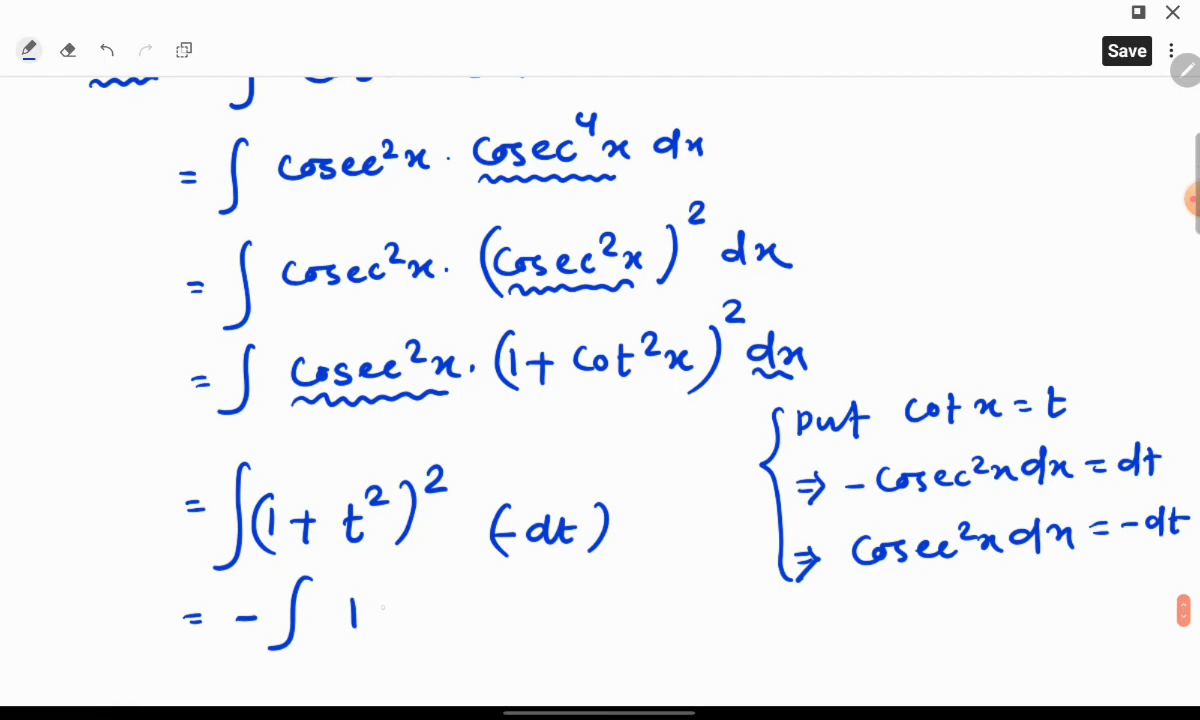 Save
= ∫ cosec²x · cosec⁴x dx
= ∫ cosec²x. (cosec²x)² dx
= ∫ cosec²x. (1 + cot²x)² dx
= ∫(1 + t²)² (-dt)
= - ∫ 1
put cot x = t
⇒ - cosec²x dx = dt
⇒ cosec²x dx = -dt